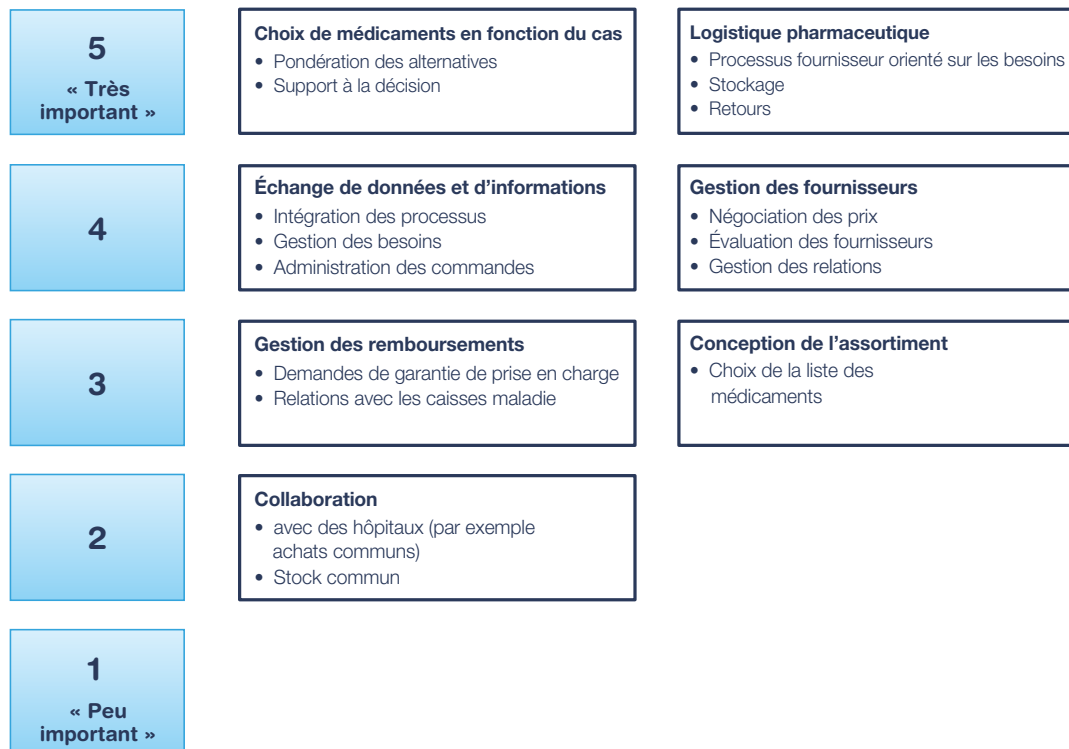 5
« Très
important »
Choix de médicaments en fonction du cas
• Pondération des alternatives
• Support à la décision
Logistique pharmaceutique
• Processus fournisseur orienté sur les besoins
• Stockage
• Retours
4
Échange de données et d’informations
• Intégration des processus
• Gestion des besoins
• Administration des commandes
Gestion des fournisseurs
• Négociation des prix
• Évaluation des fournisseurs
• Gestion des relations
3
Gestion des remboursements
• Demandes de garantie de prise en charge
• Relations avec les caisses maladie
Conception de l’assortiment
• Choix de la liste des
médicaments
2
Collaboration
• avec des hôpitaux (par exemple
achats communs)
• Stock commun
1
« Peu
important »